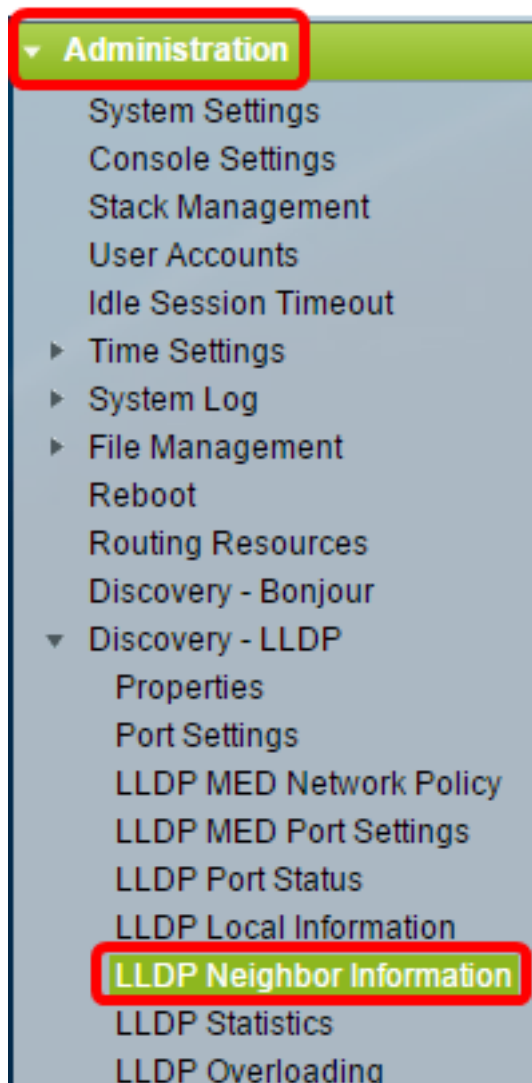 Administration
System Settings
Console Settings
Stack Management
User Accounts
Idle Session Timeout
Time Settings
System Log
File Management
Reboot
Routing Resources
Discovery - Bonjour
Discovery - LLDP
Properties
Port Settings
LLDP MED Network Policy
LLDP MED Port Settings
LLDP Port Status
LLDP Local Information
LLDP Neighbor Information
LLDP Statistics
LLDP Overloading